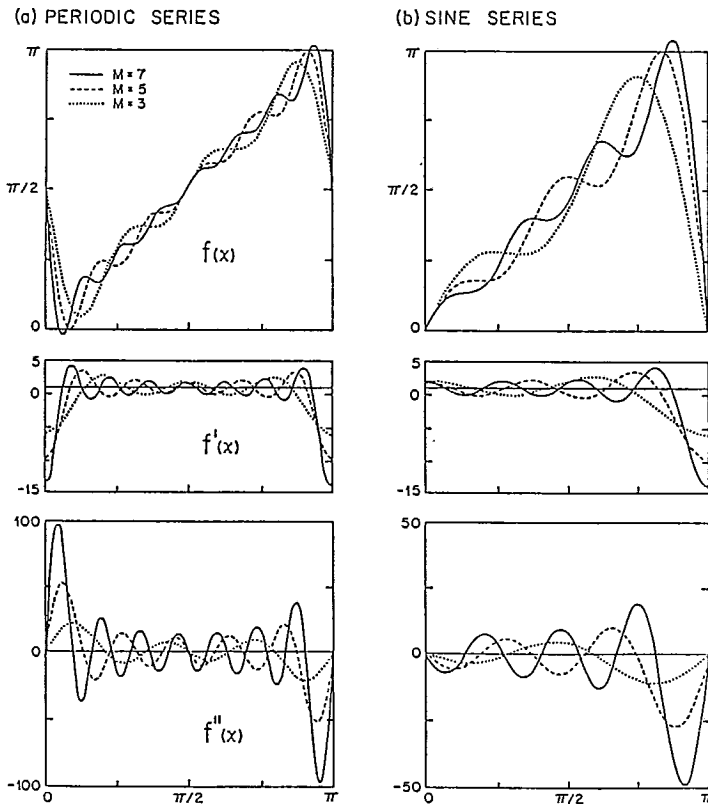 (a) PERIODIC SERIES
π
M = 7
M = 5
M = 3
π/2
f(x)
0
5
0
f'(x)
-15
100
0
f"(x)
-100
0
π/2
π
(b) SINE SERIES
π
π/2
0
5
0
-15
50
0
-50
0
π/2
π